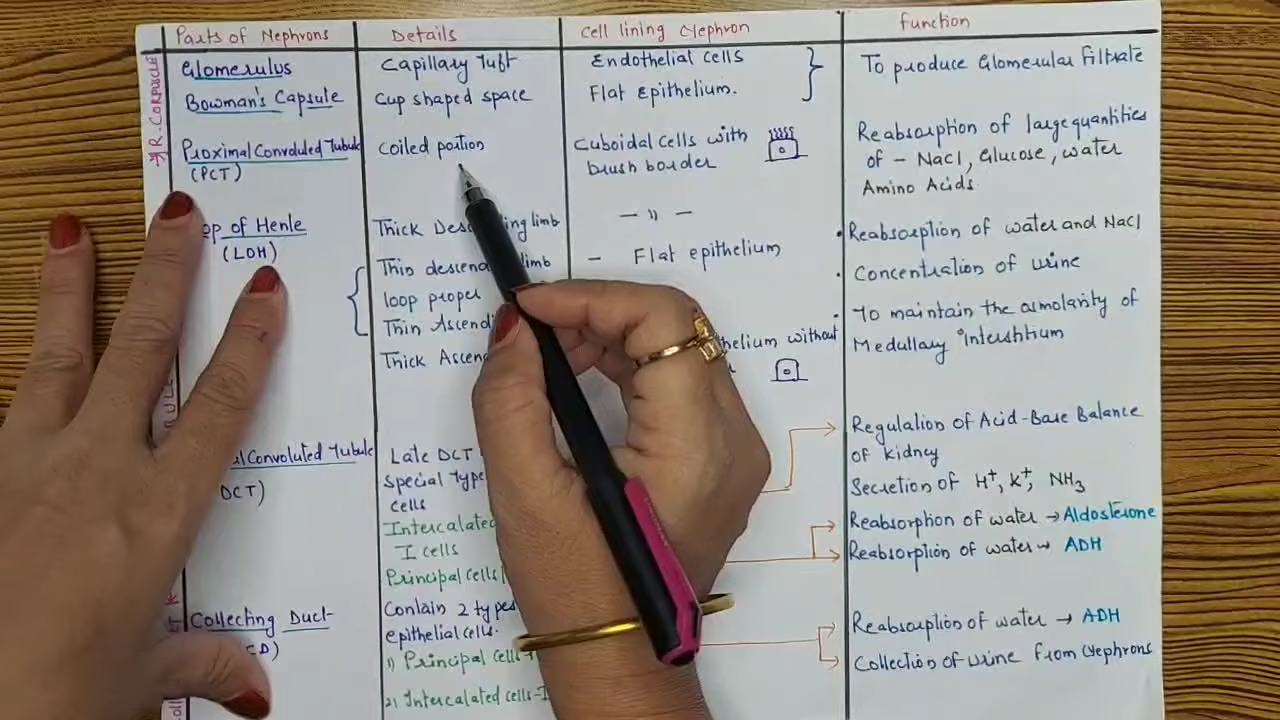 Parts of Nephrons Details Cell lining Nephron function
R. CORPUSCLE
Glomerulus Capillary Tuft Endothelial cells To produce Glomerular Filtrate
Bowman's Capsule Cup shaped space Flat Epithelium.
Proximal Convoluted Tubule Coiled portion Cuboidal Cells with Reabsorption of large quantities
(PCT) brush border of - NaCl, Glucose, water
Amino Acids
of Henle Thick limb — " — Reabsorption of water and NaCl
(LOH) Thin limb - Flat epithelium Concentration of urine
loop proper To maintain the osmolarity of
Thin Medullary interstitium
Thick without
Convoluted Tubule Late DCT Regulation of Acid-Base Balance
(DCT) special type of kidney
cells Secretion of H+, K+, NH3
Intercalated Reabsorption of water → Aldosterone
I cells Reabsorption of water → ADH
Principal cells
Collecting Duct Contain 2 types Reabsorption of water → ADH
epithelial cells. Collection of urine from Nephrons
1) Principal cells
2) Intercalated cells-I